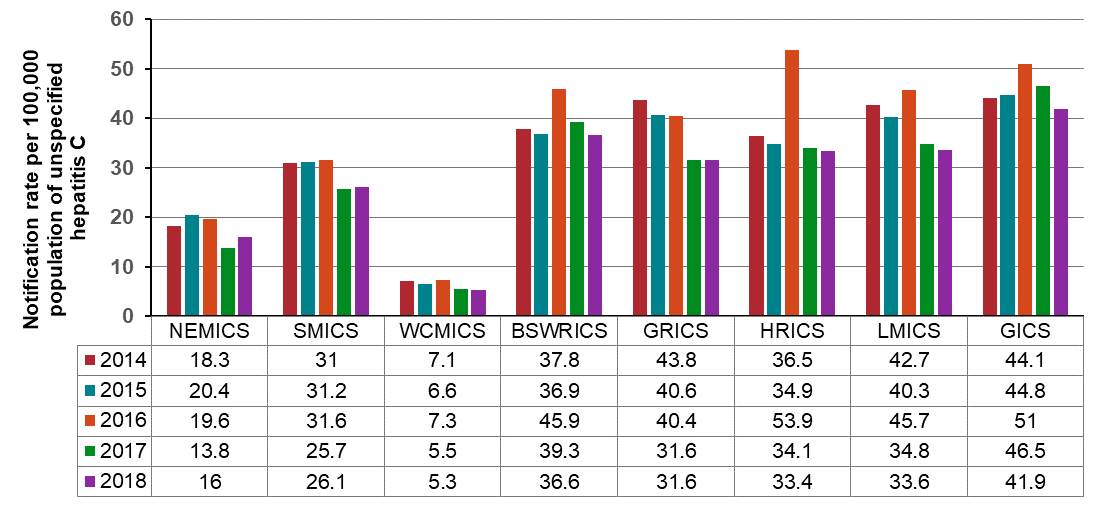 Notification rate per 100,000
population of unspecified
hepatitis C
60
50
40
30
20
10
0
NEMICS SMICS WCMICS BSWRICS GRICS HRICS LMICS GICS
2014 18.3 31 7.1 37.8 43.8 36.5 42.7 44.1
2015 20.4 31.2 6.6 36.9 40.6 34.9 40.3 44.8
2016 19.6 31.6 7.3 45.9 40.4 53.9 45.7 51
2017 13.8 25.7 5.5 39.3 31.6 34.1 34.8 46.5
2018 16 26.1 5.3 36.6 31.6 33.4 33.6 41.9